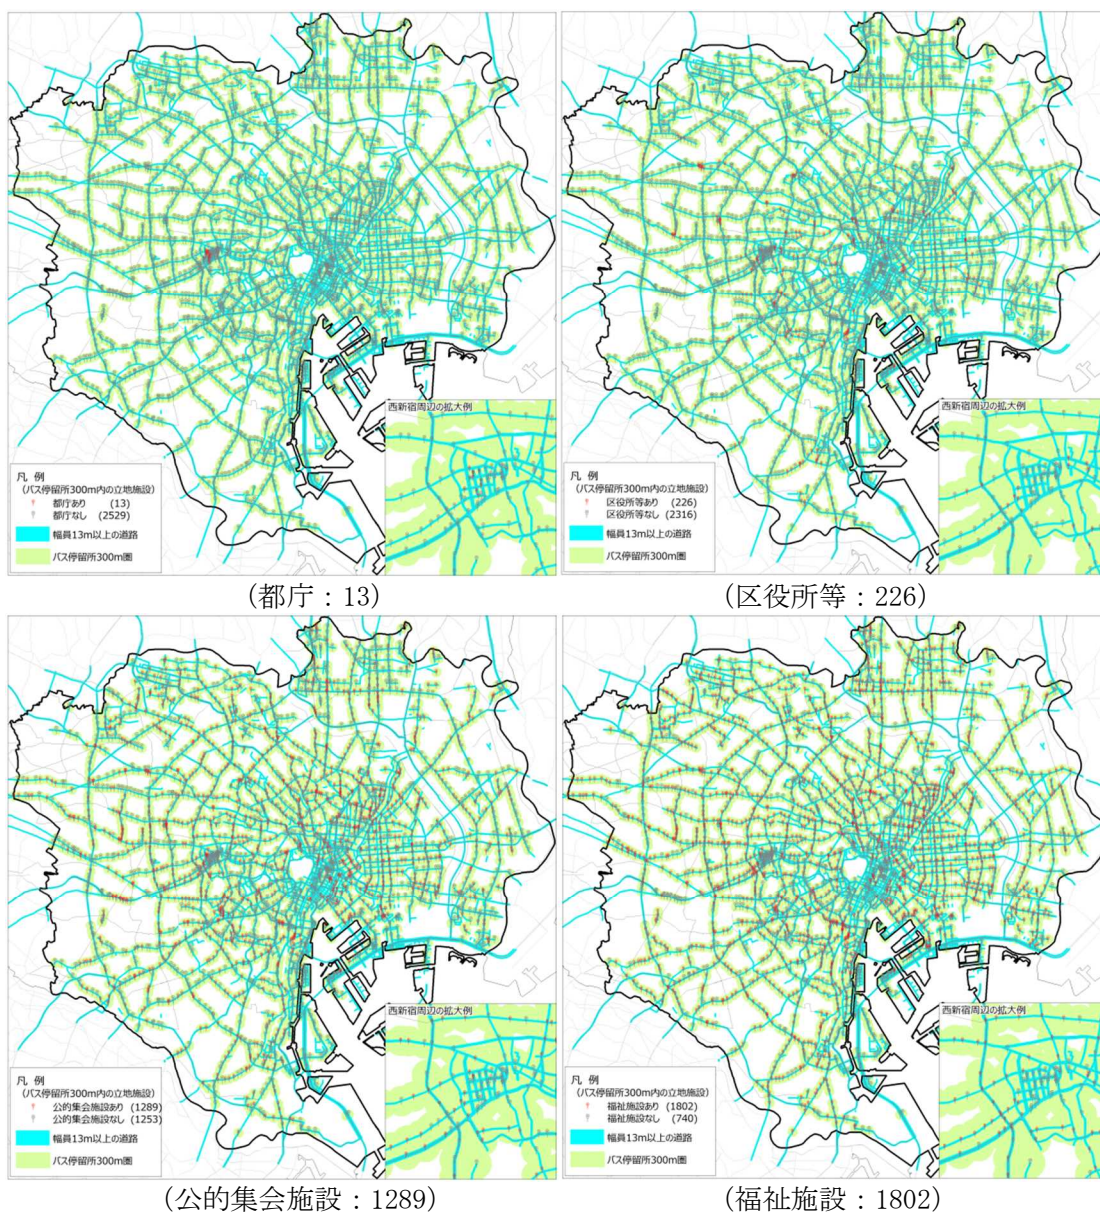 西新宿周辺の拡大例
凡 例
(バス停留所300m内の立地施設)
都庁あり (13)
都庁なし (2529)
幅員13m以上の道路
バス停留所300m圏
(都庁：13)
西新宿周辺の拡大例
凡 例
(バス停留所300m内の立地施設)
区役所等あり (226)
区役所等なし (2316)
幅員13m以上の道路
バス停留所300m圏
(区役所等：226)
西新宿周辺の拡大例
凡 例
(バス停留所300m内の立地施設)
公的集会施設あり (1289)
公的集会施設なし (1253)
幅員13m以上の道路
バス停留所300m圏
(公的集会施設：1289)
西新宿周辺の拡大例
凡 例
(バス停留所300m内の立地施設)
福祉施設あり (1802)
福祉施設なし (740)
幅員13m以上の道路
バス停留所300m圏
(福祉施設：1802)